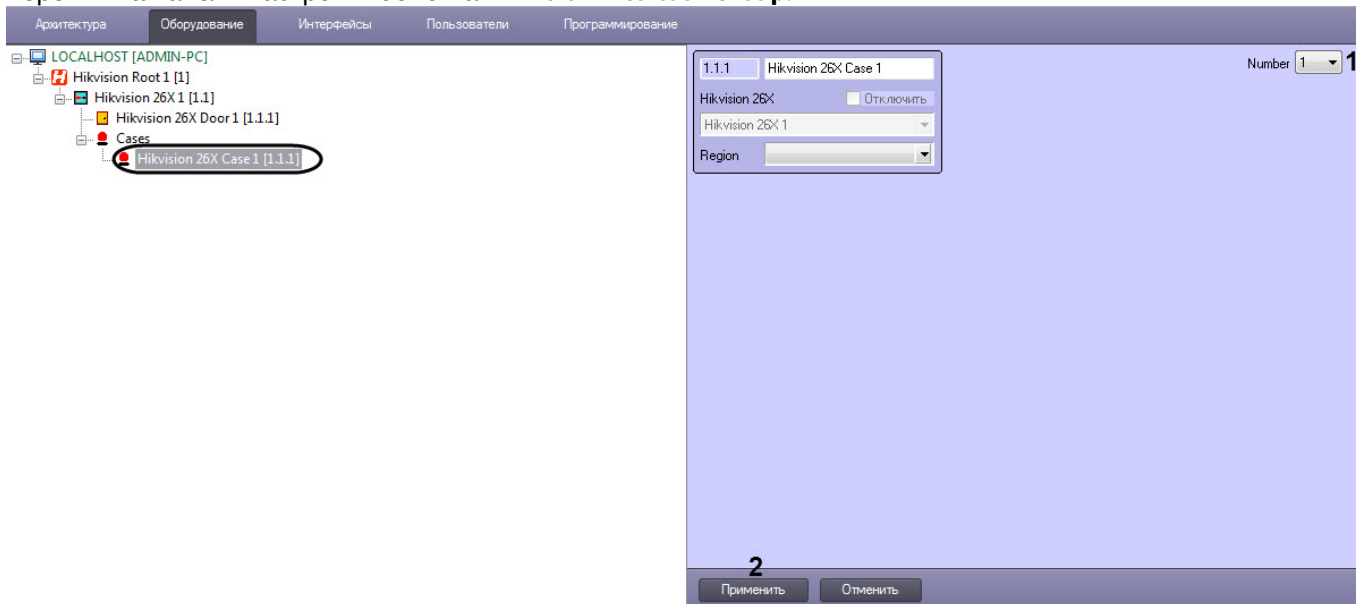 Архитектура Оборудование Интерфейсы Пользователи Программирование
LOCALHOST [ADMIN-PC]
Hikvision Root 1 [1]
Hikvision 26X 1 [1.1]
Hikvision 26X Door 1 [1.1.1]
Cases
Hikvision 26X Case 1 [1.1.1]
1.1.1 Hikvision 26X Case 1
Hikvision 26X Отключить
Hikvision 26X 1
Region
Number 1 1
2
Применить Отменить